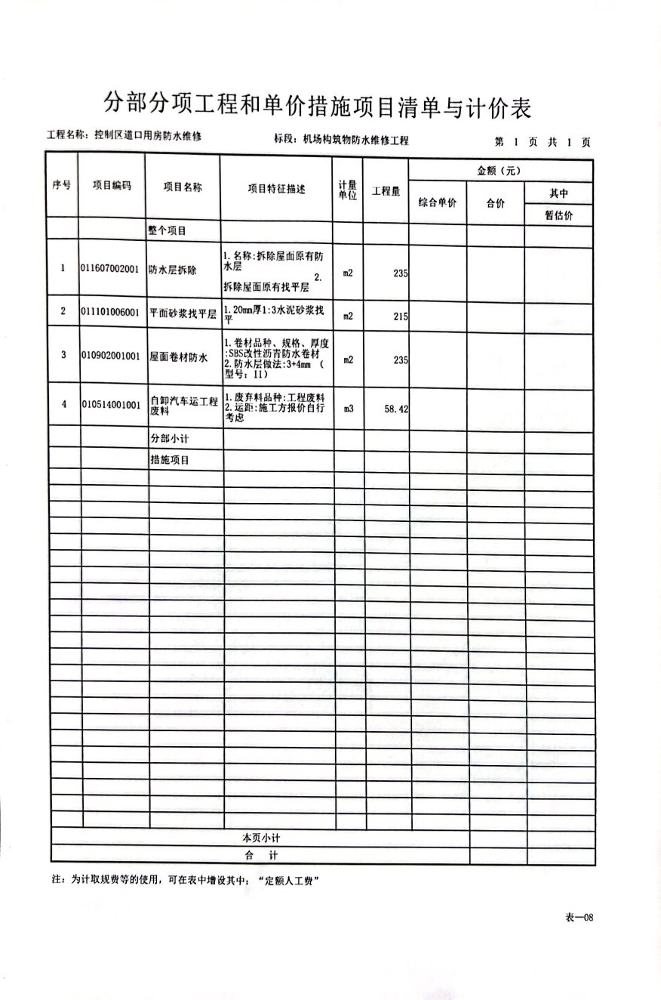 分部分项工程和单价措施项目清单与计价表
工程名称：控制区道口用房防水维修 标段：机场构筑物防水维修工程 第 1 页 共 1 页
序号 项目编码 项目名称 项目特征描述 计量单位 工程量 金额（元）
综合单价 合价 其中
暂估价
整个项目
1 011607002001 防水层拆除 1.名称:拆除屋面原有防
水层
2.
拆除屋面原有找平层 m2 235
2 011101006001 平面砂浆找平层 1.20mm厚1:3水泥砂浆找
平 m2 215
3 010902001001 屋面卷材防水 1.卷材品种、规格、厚度
:SBS改性沥青防水卷材
2.防水层做法:3+4mm （
型号：II） m2 235
4 010514001001 自卸汽车运工程
废料 1.废弃料品种:工程废料
2.运距:施工方报价自行
考虑 m3 58.42
分部小计
措施项目
本页小计
合 计
注：为计取规费等的使用，可在表中增设其中：“定额人工费”
表—08